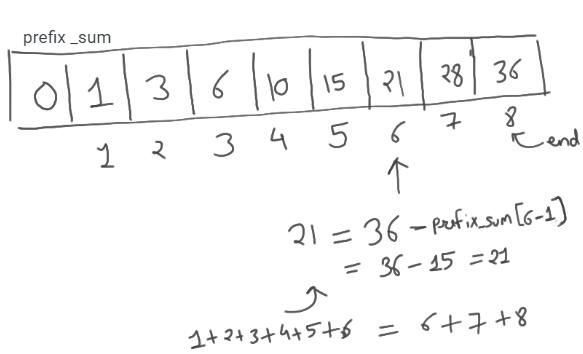 prefix _sum
0 1 3 6 10 15 21 28 36
1 2 3 4 5 6 7 8
end
21 = 36 - prefix_sum[6-1]
= 36 - 15 = 21
1+2+3+4+5+6 = 6+7+8